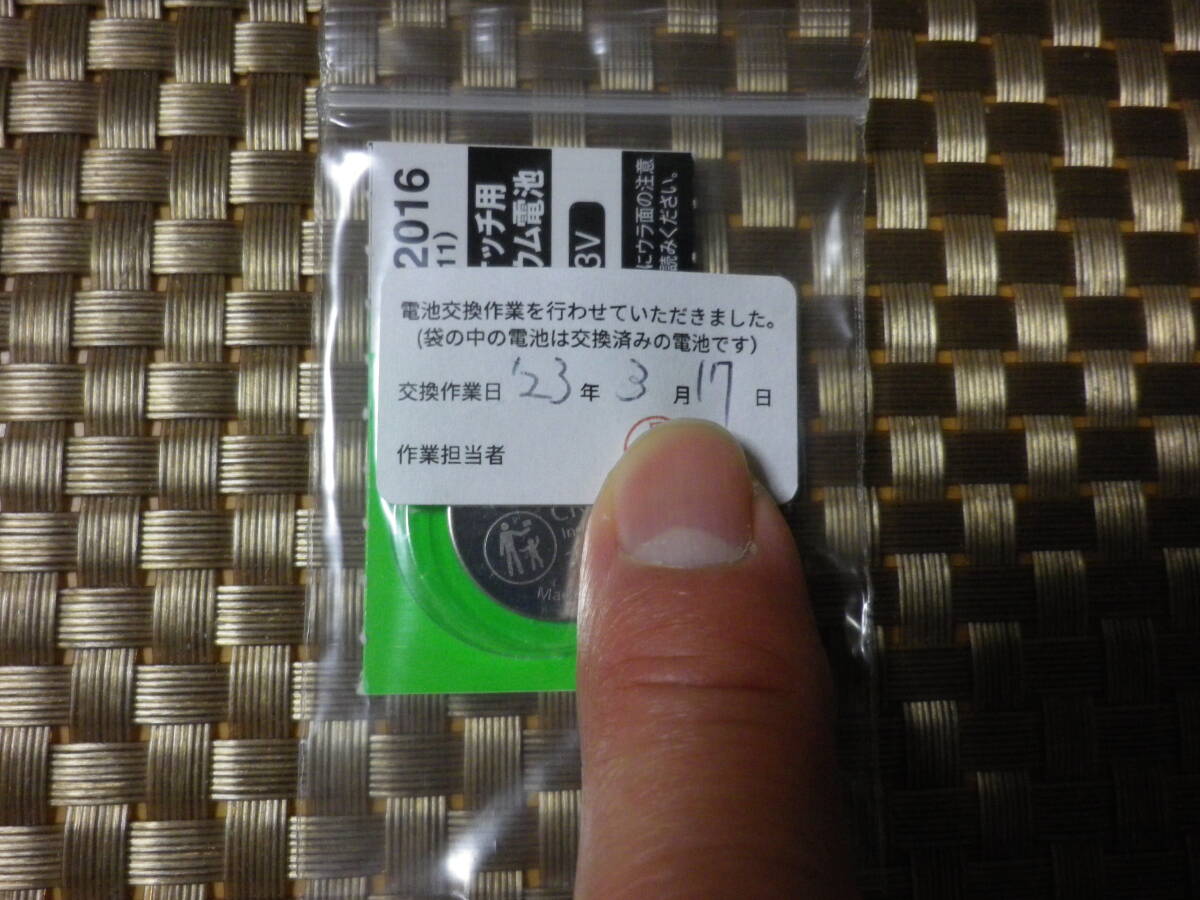 2016
11)
ッチ用
ウム電池
3V
にウラ面の注意
読みください。
電池交換作業を行わせていただきました。
(袋の中の電池は交換済みの電池です)
交換作業日 '23 年 3 月 17 日
作業担当者